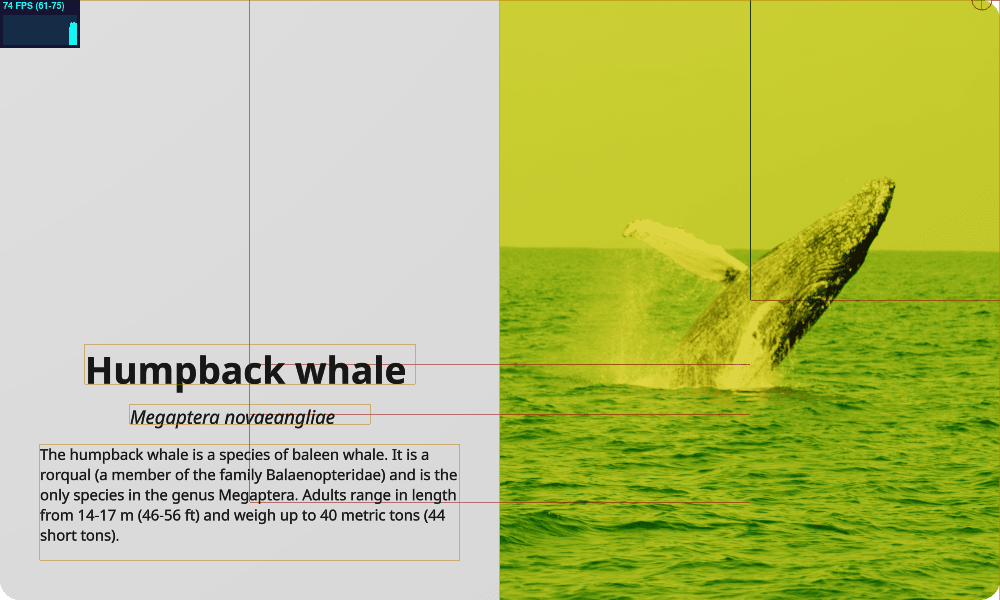 74 FPS (61-75)
Humpback whale
Megaptera novaeangliae
The humpback whale is a species of baleen whale. It is a
rorqual (a member of the family Balaenopteridae) and is the
only species in the genus Megaptera. Adults range in length
from 14-17 m (46-56 ft) and weigh up to 40 metric tons (44
short tons).